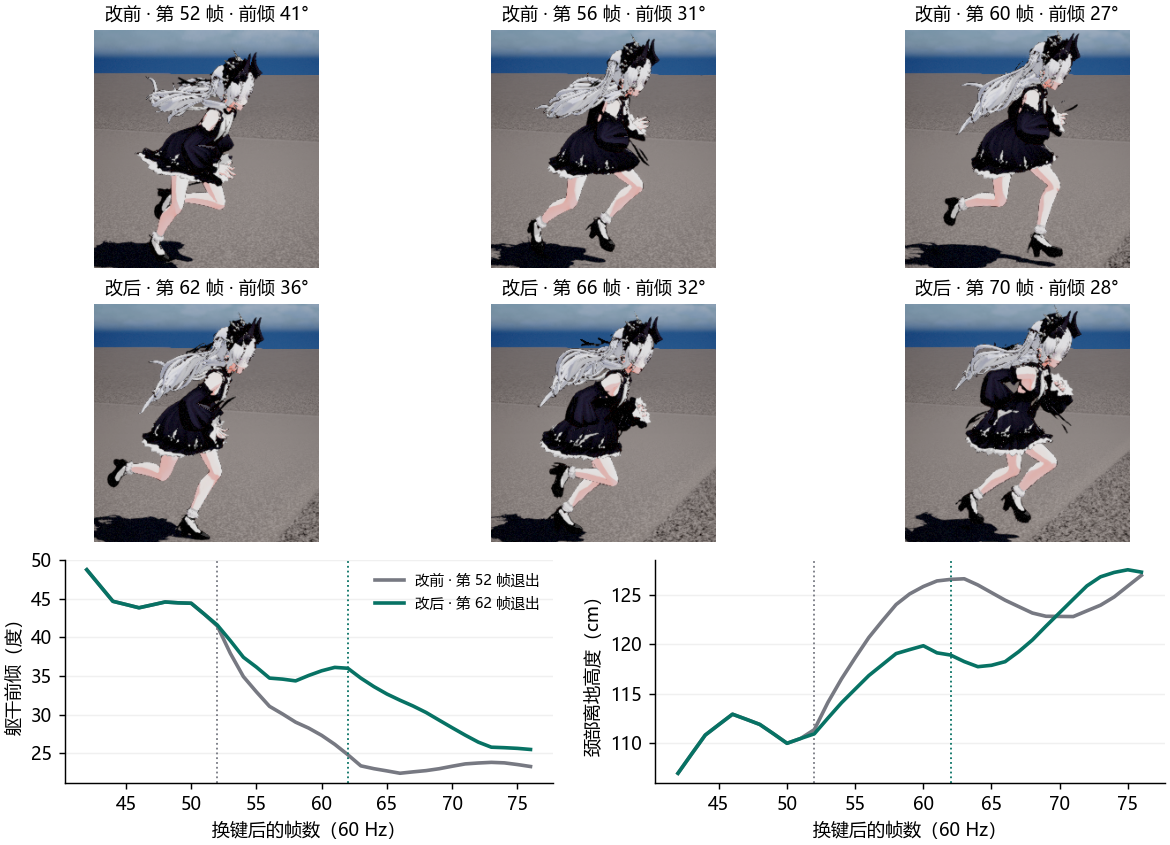 改前 · 第 52 帧 · 前倾 41°
改前 · 第 56 帧 · 前倾 31°
改前 · 第 60 帧 · 前倾 27°
改后 · 第 62 帧 · 前倾 36°
改后 · 第 66 帧 · 前倾 32°
改后 · 第 70 帧 · 前倾 28°
躯干前倾（度）
50
45
40
35
30
25
改前 · 第 52 帧退出
改后 · 第 62 帧退出
45 50 55 60 65 70 75
换键后的帧数（60 Hz）
颈部离地高度（cm）
125
120
115
110
45 50 55 60 65 70 75
换键后的帧数（60 Hz）